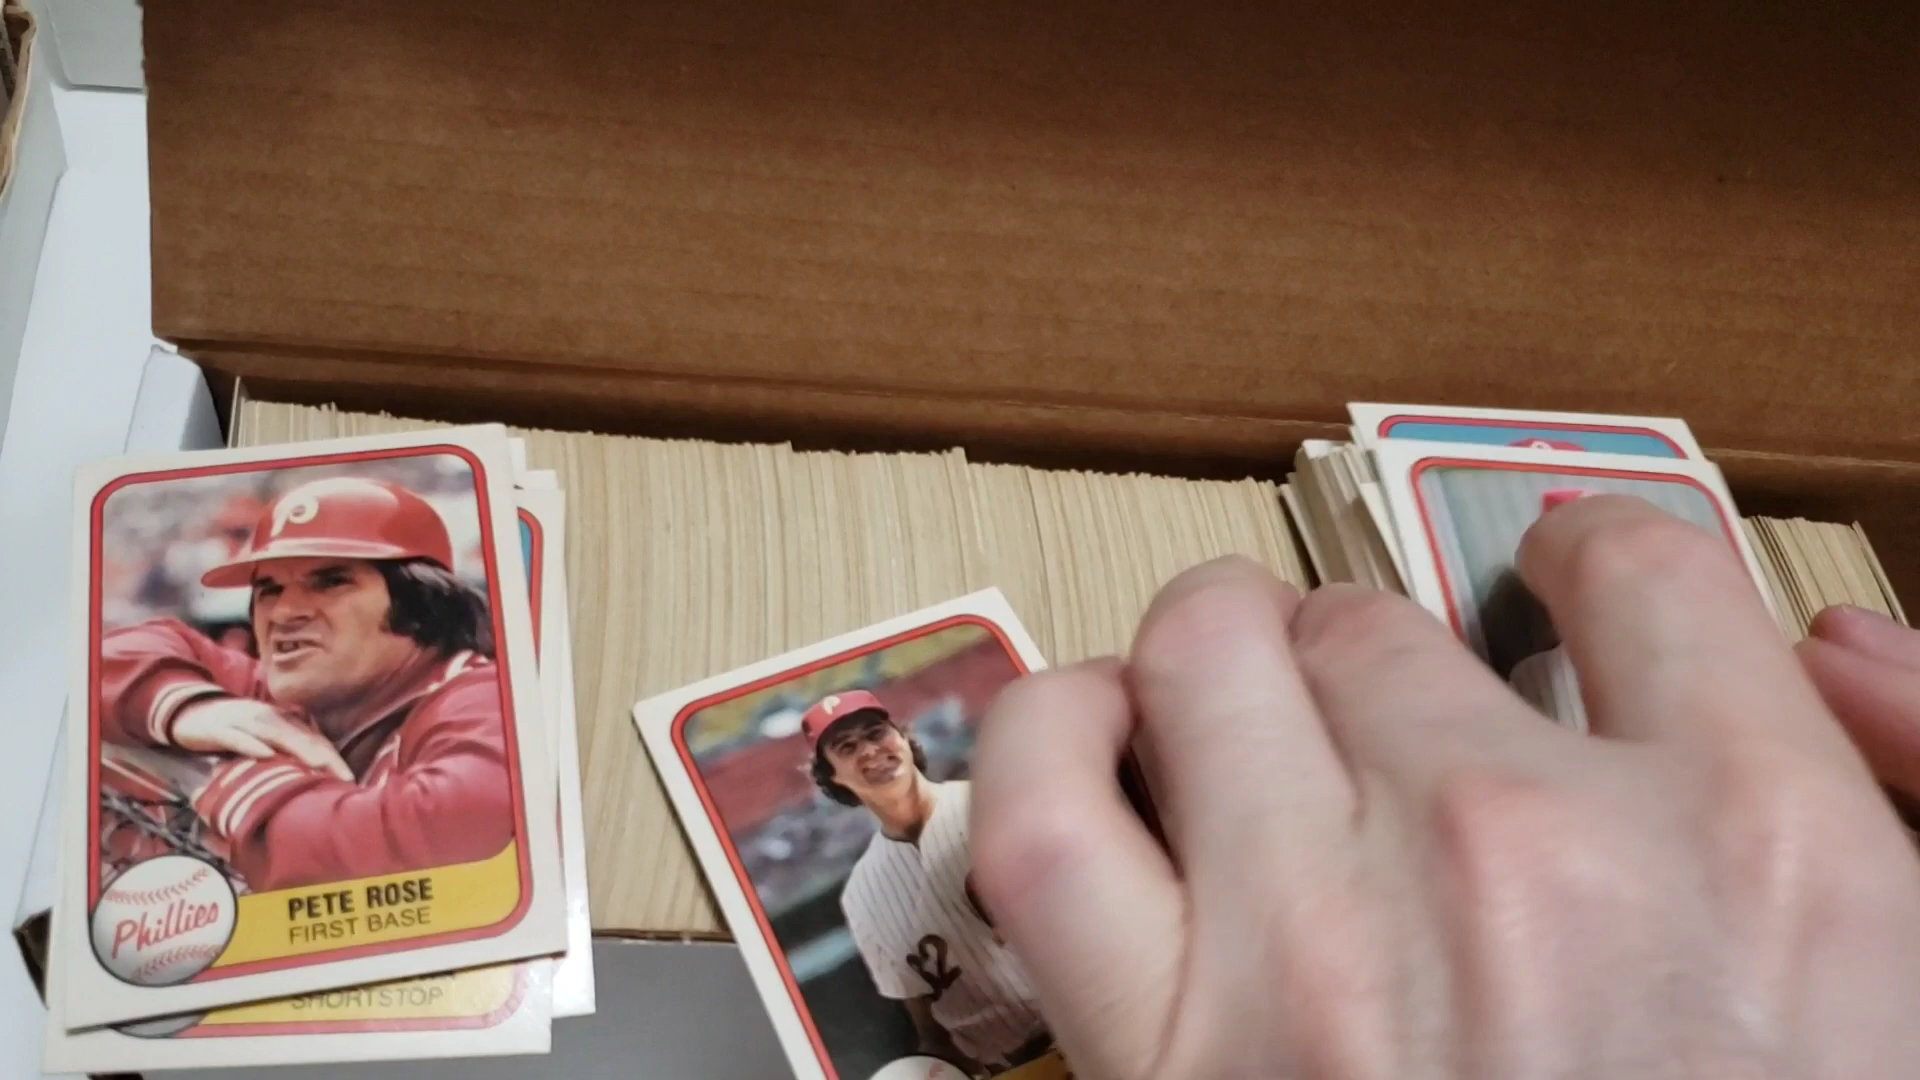 P
PETE ROSE
FIRST BASE
Phillies
SHORTSTOP
P